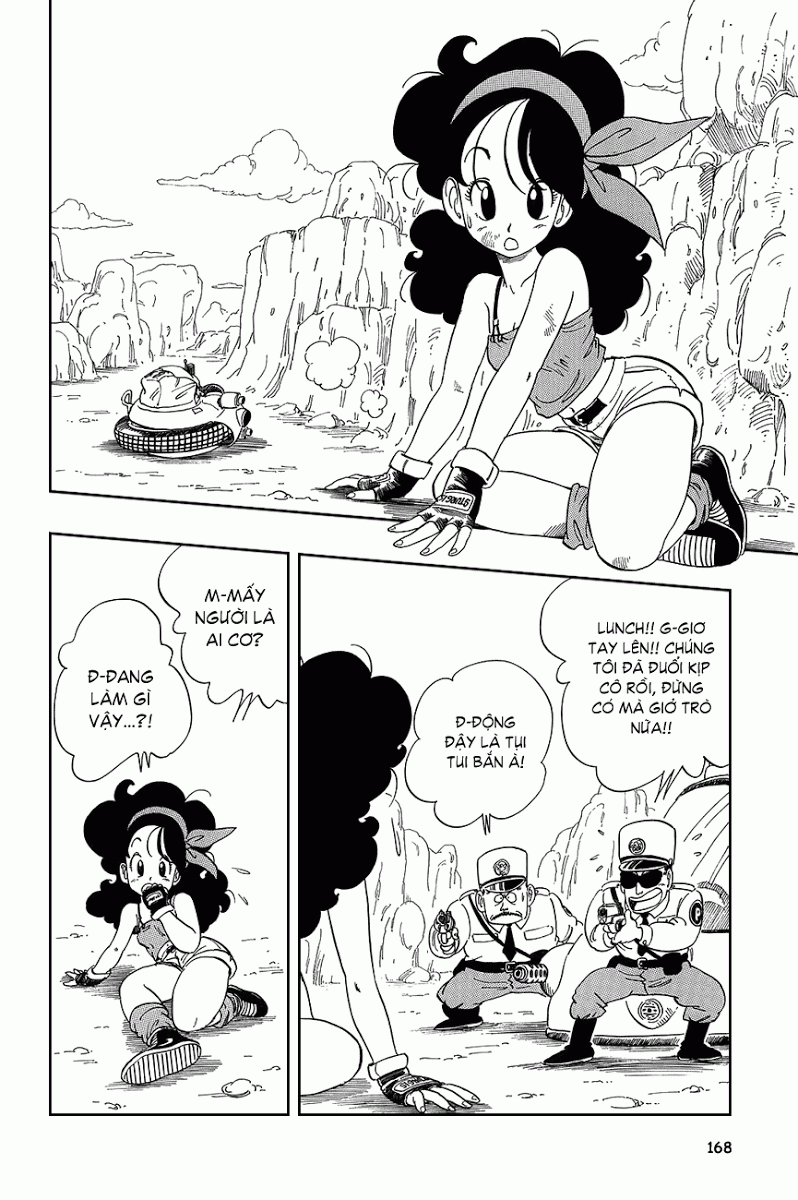 LUNCH!! G-GIƠ
TAY LÊN!! CHÚNG
TÔI ĐÃ ĐUỔI KỊP
CÔ RỒI, ĐỪNG
CÓ MÀ GIỞ TRÒ
NỮA!!
Đ-ĐỘNG
ĐẬY LÀ TỤI
TUI BẮN À!
M-MẤY
NGƯỜI LÀ
AI CƠ?
Đ-ĐANG
LÀM GÌ
VẬY...?!
168